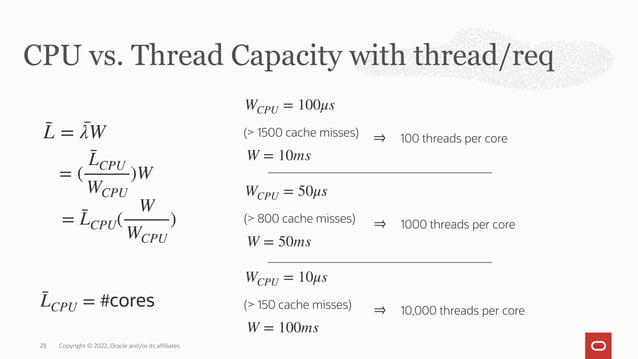 CPU vs. Thread Capacity with thread/req
L̄ = λ̄W
= (L̄_CPU / W_CPU)W
= L̄_CPU(W / W_CPU)
L̄_CPU = #cores
W_CPU = 100μs
(> 1500 cache misses) ⇒ 100 threads per core
W = 10ms
W_CPU = 50μs
(> 800 cache misses) ⇒ 1000 threads per core
W = 50ms
W_CPU = 10μs
(> 150 cache misses) ⇒ 10,000 threads per core
W = 100ms
23 Copyright © 2022, Oracle and/or its affiliates